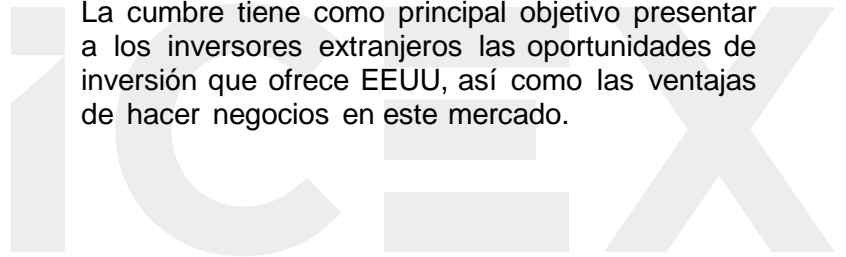 La cumbre tiene como principal objetivo presentar
a los inversores extranjeros las oportunidades de
inversión que ofrece EEUU, así como las ventajas
de hacer negocios en este mercado.
iCEX